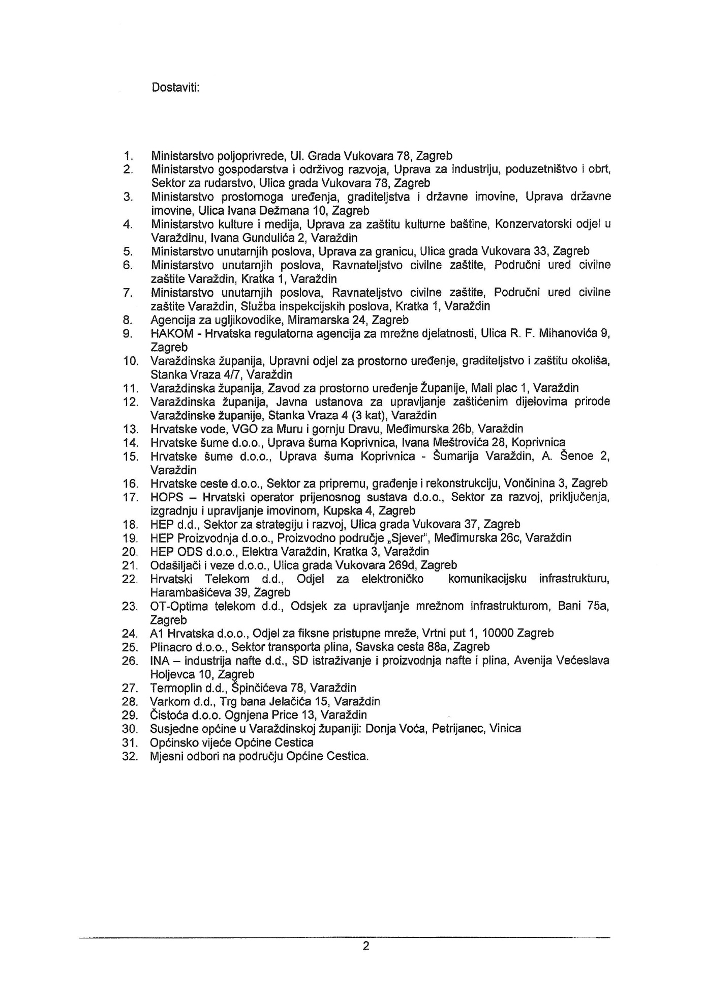 Dostaviti:
1. Ministarstvo poljoprivrede, Ul. Grada Vukovara 78, Zagreb
2. Ministarstvo gospodarstva i održivog razvoja, Uprava za industriju, poduzetništvo i obrt,
Sektor za rudarstvo, Ulica grada Vukovara 78, Zagreb
3. Ministarstvo prostornoga uređenja, graditeljstva i državne imovine, Uprava državne
imovine, Ulica Ivana Dežmana 10, Zagreb
4. Ministarstvo kulture i medija, Uprava za zaštitu kulturne baštine, Konzervatorski odjel u
Varaždinu, Ivana Gundulića 2, Varaždin
5. Ministarstvo unutarnjih poslova, Uprava za granicu, Ulica grada Vukovara 33, Zagreb
6. Ministarstvo unutarnjih poslova, Ravnateljstvo civilne zaštite, Područni ured civilne
zaštite Varaždin, Kratka 1, Varaždin
7. Ministarstvo unutarnjih poslova, Ravnateljstvo civilne zaštite, Područni ured civilne
zaštite Varaždin, Služba inspekcijskih poslova, Kratka 1, Varaždin
8. Agencija za ugljikovodike, Miramarska 24, Zagreb
9. HAKOM - Hrvatska regulatorna agencija za mrežne djelatnosti, Ulica R. F. Mihanovića 9,
Zagreb
10. Varaždinska županija, Upravni odjel za prostorno uređenje, graditeljstvo i zaštitu okoliša,
Stanka Vraza 4/7, Varaždin
11. Varaždinska županija, Zavod za prostorno uređenje Županije, Mali plac 1, Varaždin
12. Varaždinska županija, Javna ustanova za upravljanje zaštićenim dijelovima prirode
Varaždinske županije, Stanka Vraza 4 (3 kat), Varaždin
13. Hrvatske vode, VGO za Muru i gornju Dravu, Međimurska 26b, Varaždin
14. Hrvatske šume d.o.o., Uprava šuma Koprivnica, Ivana Meštrovića 28, Koprivnica
15. Hrvatske šume d.o.o., Uprava šuma Koprivnica - Šumarija Varaždin, A. Šenoe 2,
Varaždin
16. Hrvatske ceste d.o.o., Sektor za pripremu, građenje i rekonstrukciju, Vončinina 3, Zagreb
17. HOPS – Hrvatski operator prijenosnog sustava d.o.o., Sektor za razvoj, priključenja,
izgradnju i upravljanje imovinom, Kupska 4, Zagreb
18. HEP d.d., Sektor za strategiju i razvoj, Ulica grada Vukovara 37, Zagreb
19. HEP Proizvodnja d.o.o., Proizvodno područje „Sjever“, Međimurska 26c, Varaždin
20. HEP ODS d.o.o., Elektra Varaždin, Kratka 3, Varaždin
21. Odašiljači i veze d.o.o., Ulica grada Vukovara 269d, Zagreb
22. Hrvatski Telekom d.d., Odjel za elektroničko komunikacijsku infrastrukturu,
Harambašićeva 39, Zagreb
23. OT-Optima telekom d.d., Odsjek za upravljanje mrežnom infrastrukturom, Bani 75a,
Zagreb
24. A1 Hrvatska d.o.o., Odjel za fiksne pristupne mreže, Vrtni put 1, 10000 Zagreb
25. Plinacro d.o.o., Sektor transporta plina, Savska cesta 88a, Zagreb
26. INA – industrija nafte d.d., SD istraživanje i proizvodnja nafte i plina, Avenija Većeslava
Holjevca 10, Zagreb
27. Termoplin d.d., Špinčićeva 78, Varaždin
28. Varkom d.d., Trg bana Jelačića 15, Varaždin
29. Čistoća d.o.o. Ognjena Price 13, Varaždin
30. Susjedne općine u Varaždinskoj županiji: Donja Voća, Petrijanec, Vinica
31. Općinsko vijeće Općine Cestica
32. Mjesni odbori na području Općine Cestica.
2